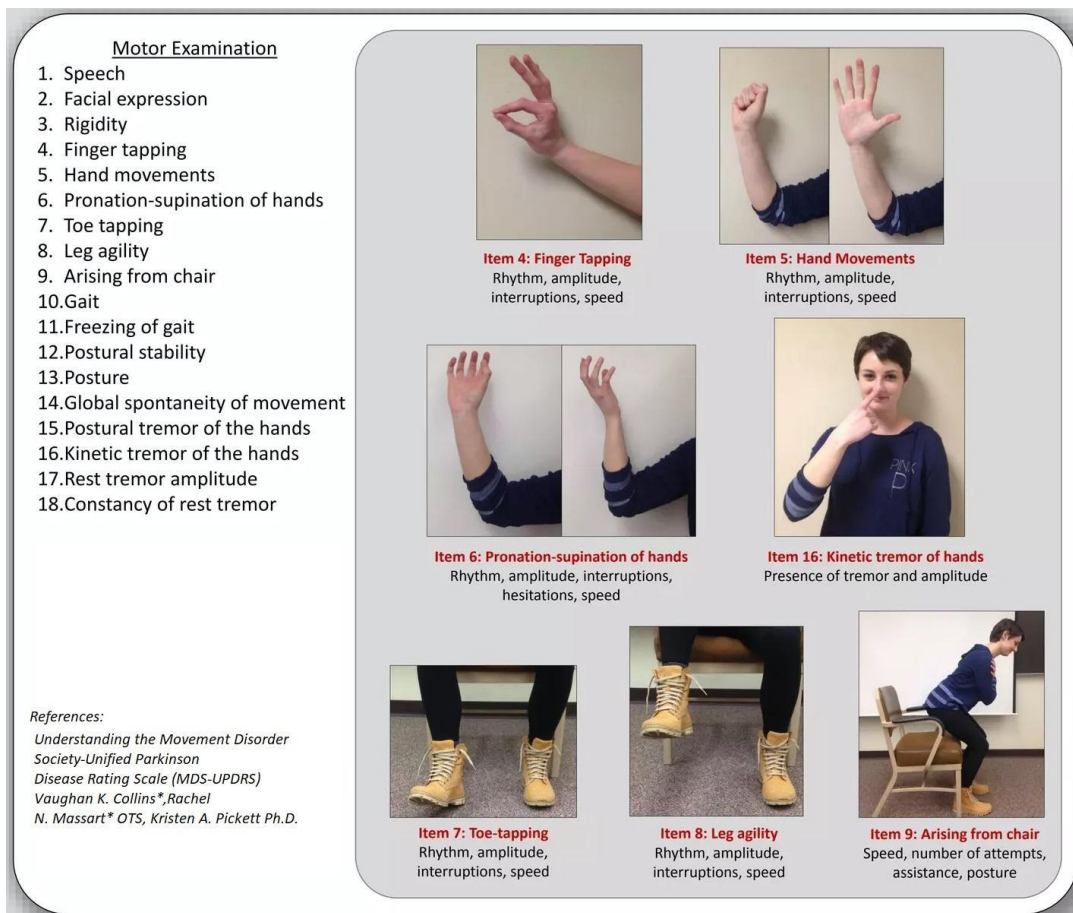 Motor Examination
1. Speech
2. Facial expression
3. Rigidity
4. Finger tapping
5. Hand movements
6. Pronation-supination of hands
7. Toe tapping
8. Leg agility
9. Arising from chair
10.Gait
11.Freezing of gait
12.Postural stability
13.Posture
14.Global spontaneity of movement
15.Postural tremor of the hands
16.Kinetic tremor of the hands
17.Rest tremor amplitude
18.Constancy of rest tremor
References:
Understanding the Movement Disorder
Society-Unified Parkinson
Disease Rating Scale (MDS-UPDRS)
Vaughan K. Collins*,Rachel
N. Massart* OTS, Kristen A. Pickett Ph.D.
Item 4: Finger Tapping
Rhythm, amplitude,
interruptions, speed
Item 5: Hand Movements
Rhythm, amplitude,
interruptions, speed
Item 6: Pronation-supination of hands
Rhythm, amplitude, interruptions,
hesitations, speed
PINK
P
Item 16: Kinetic tremor of hands
Presence of tremor and amplitude
Item 7: Toe-tapping
Rhythm, amplitude,
interruptions, speed
Item 8: Leg agility
Rhythm, amplitude,
interruptions, speed
Item 9: Arising from chair
Speed, number of attempts,
assistance, posture